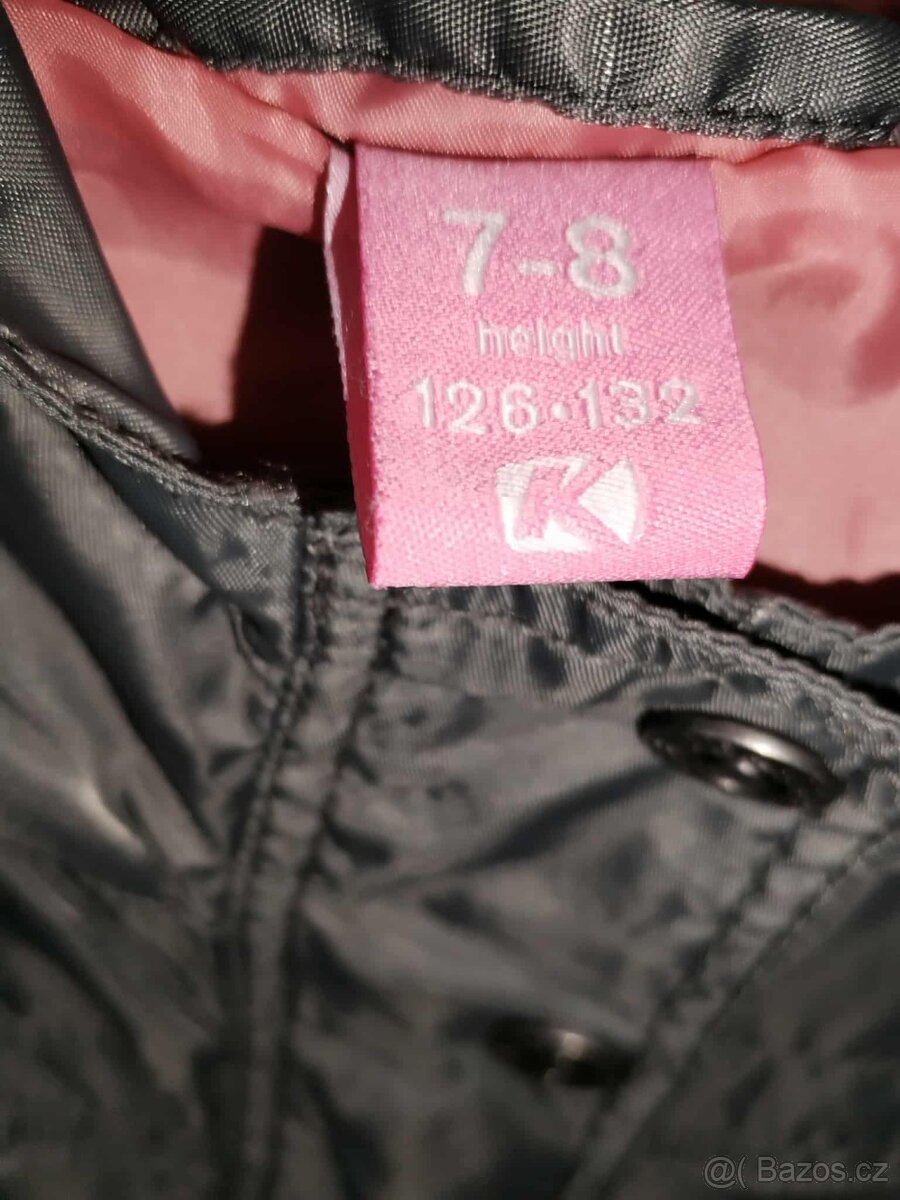 7-8
height
126·132
K
@( Bazos.cz